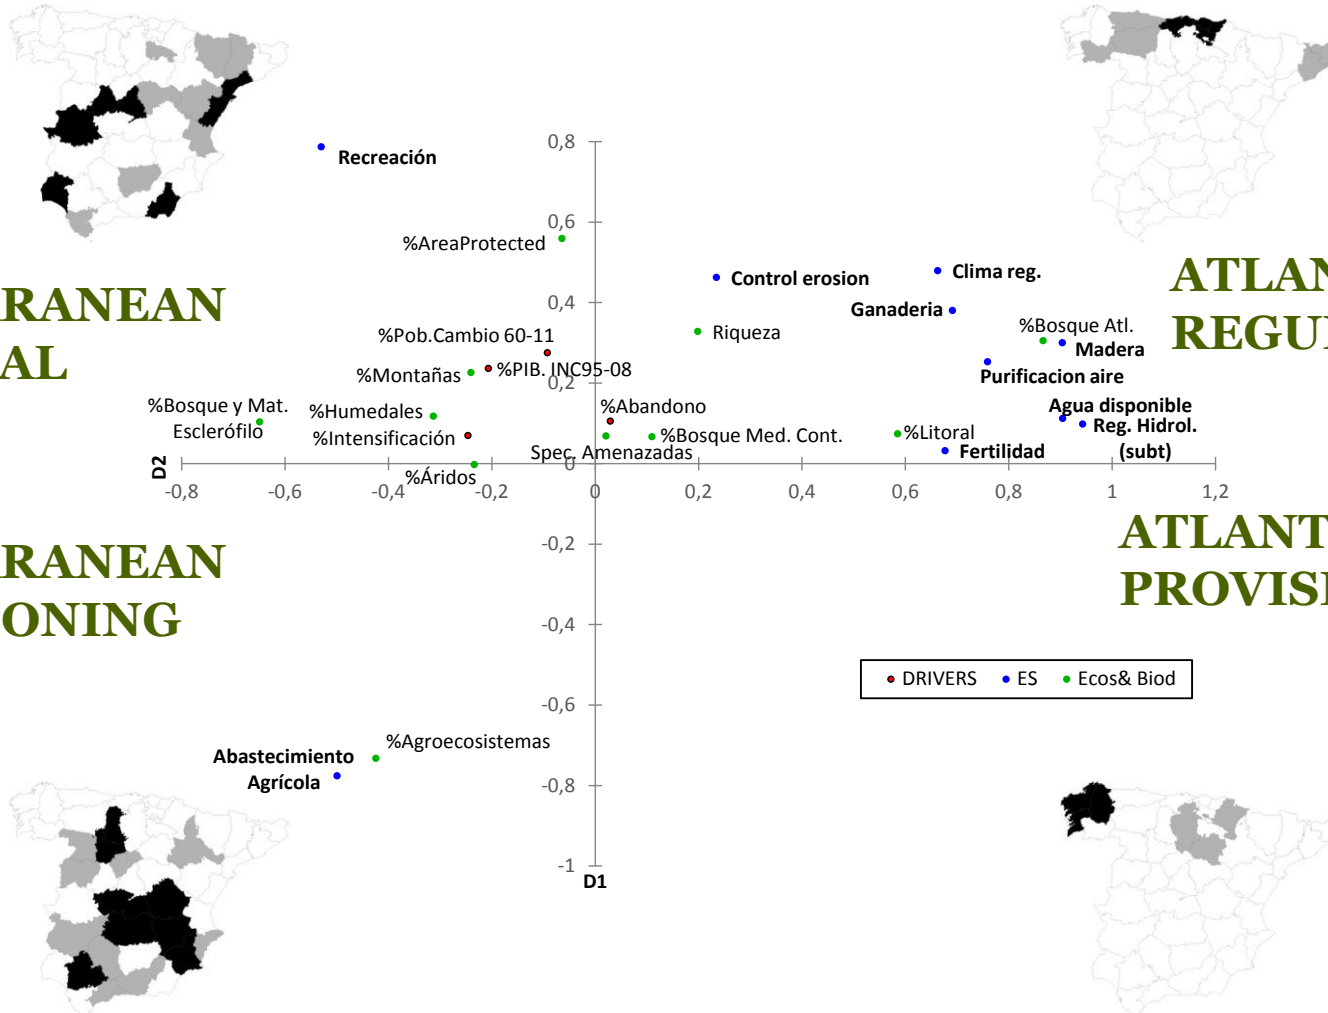 0,8
Recreación
0,6
%AreaProtected
Control erosion
Clima reg.
ATLAN
RANEAN
0,4
Ganaderia
%Pob.Cambio 60-11
Riqueza
%Bosque Atl.
REGU
AL
Madera
%Montañas
%PIB. INC95-08
0,2
Purificacion aire
%Bosque y Mat.
Esclerófilo
%Humedales
%Abandono
Agua disponible
%Intensificación
%Bosque Med. Cont.
%Litoral
Reg. Hidrol.
(subt)
Spec. Amenazadas
Fertilidad
D2
0
%Áridos
-0,8 -0,6 -0,4 -0,2 0 0,2 0,4 0,6 0,8 1 1,2
-0,2
ATLANT
PROVISI
RANEAN
ONING
-0,4
-0,6
DRIVERS ES Ecos& Biod
%Agroecosistemas
Abastecimiento
Agrícola
-0,8
-1
D1